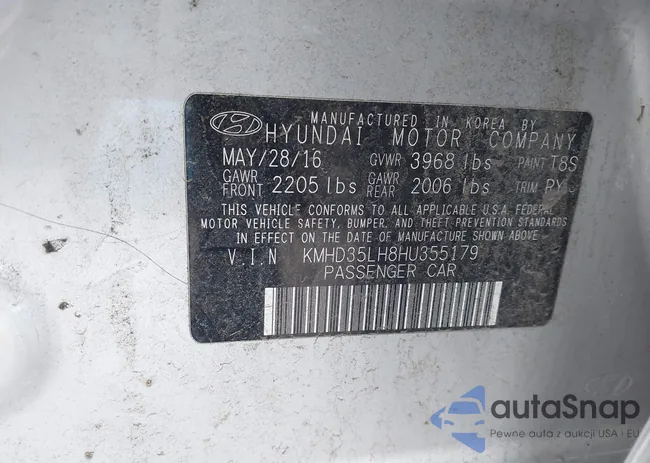 MANUFACTURED IN KOREA BY
HYUNDAI MOTOR COMPANY
MAY/28/16 GVWR 3968 lbs PAINT T8S
GAWR FRONT 2205 lbs GAWR REAR 2006 lbs TRIM PY
THIS VEHICLE CONFORMS TO ALL APPLICABLE U.S.A. FEDERAL
MOTOR VEHICLE SAFETY, BUMPER, AND THEFT PREVENTION STANDARDS
IN EFFECT ON THE DATE OF MANUFACTURE SHOWN ABOVE.
V.I.N KMHD35LH8HU355179
PASSENGER CAR
autaSnap
Pewne auta z aukcji USA i EU